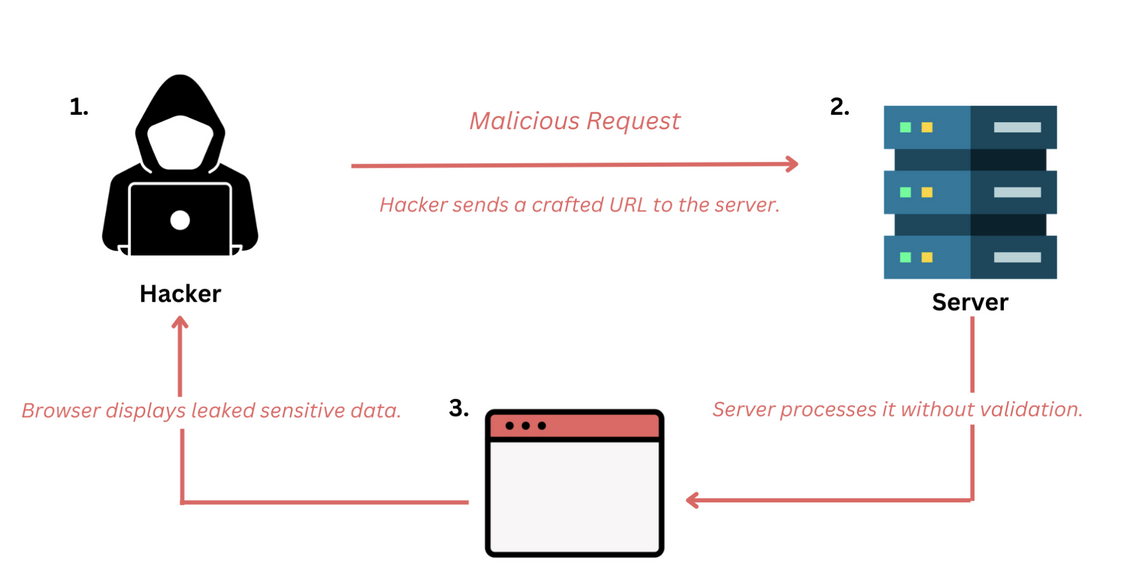 1.
Malicious Request
2.
Hacker sends a crafted URL to the server.
Hacker
Server
Browser displays leaked sensitive data.
3.
Server processes it without validation.